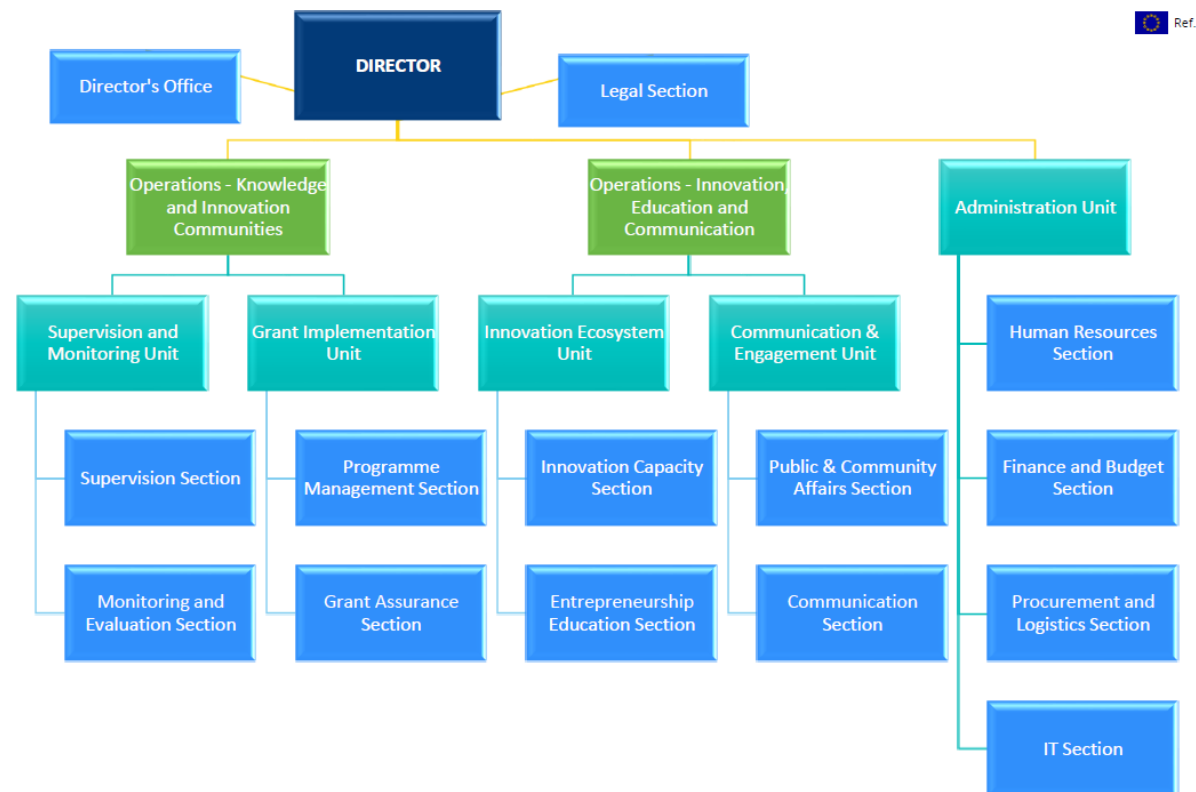 Ref.
DIRECTOR
Director's Office
Legal Section
Operations - Knowledge
and Innovation
Communities
Operations - Innovation,
Education and
Communication
Administration Unit
Supervision and
Monitoring Unit
Grant Implementation
Unit
Innovation Ecosystem
Unit
Communication &
Engagement Unit
Human Resources
Section
Supervision Section
Programme
Management Section
Innovation Capacity
Section
Public & Community
Affairs Section
Finance and Budget
Section
Monitoring and
Evaluation Section
Grant Assurance
Section
Entrepreneurship
Education Section
Communication
Section
Procurement and
Logistics Section
IT Section